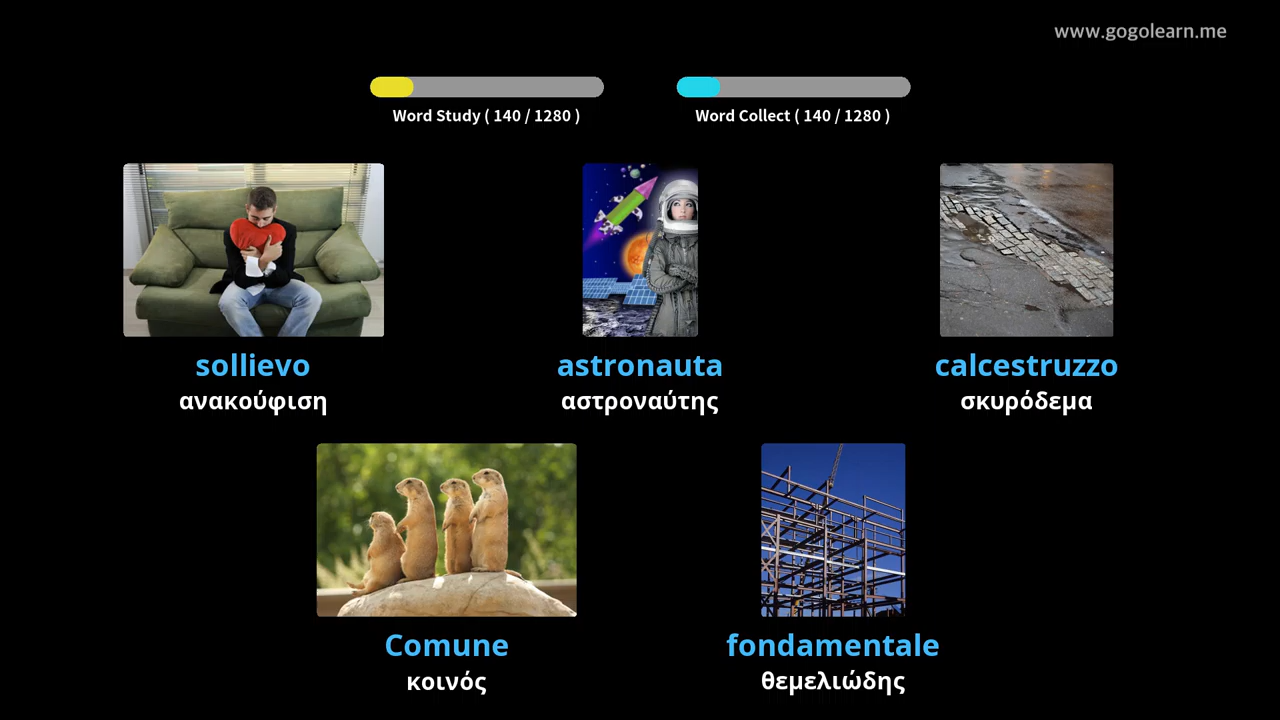 www.gogolearn.me
Word Study ( 140 / 1280 )
Word Collect ( 140 / 1280 )
sollievo
ανακούφιση
astronauta
αστροναύτης
calcestruzzo
σκυρόδεμα
Comune
κοινός
fondamentale
θεμελιώδης